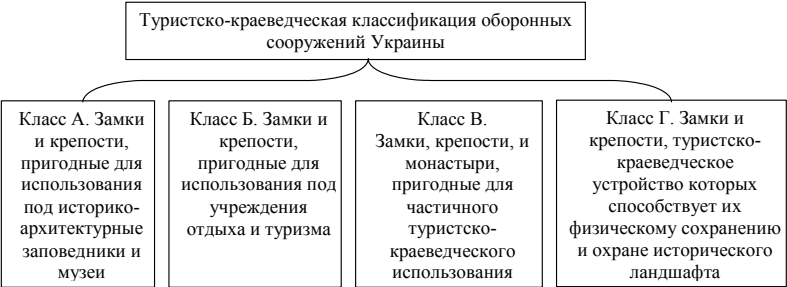 Туристско-краеведческая классификация оборонных
сооружений Украины
Класс А. Замки
и крепости,
пригодные для
использования
под историко-
архитектурные
заповедники и
музеи
Класс Б. Замки и
крепости,
пригодные для
использования под
учреждения
отдыха и туризма
Класс В.
Замки, крепости, и
монастыри,
пригодные для
частичного
туристско-
краеведческого
использования
Класс Г. Замки и
крепости, туристско-
краеведческое
устройство которых
способствует их
физическому сохранению
и охране исторического
ландшафта